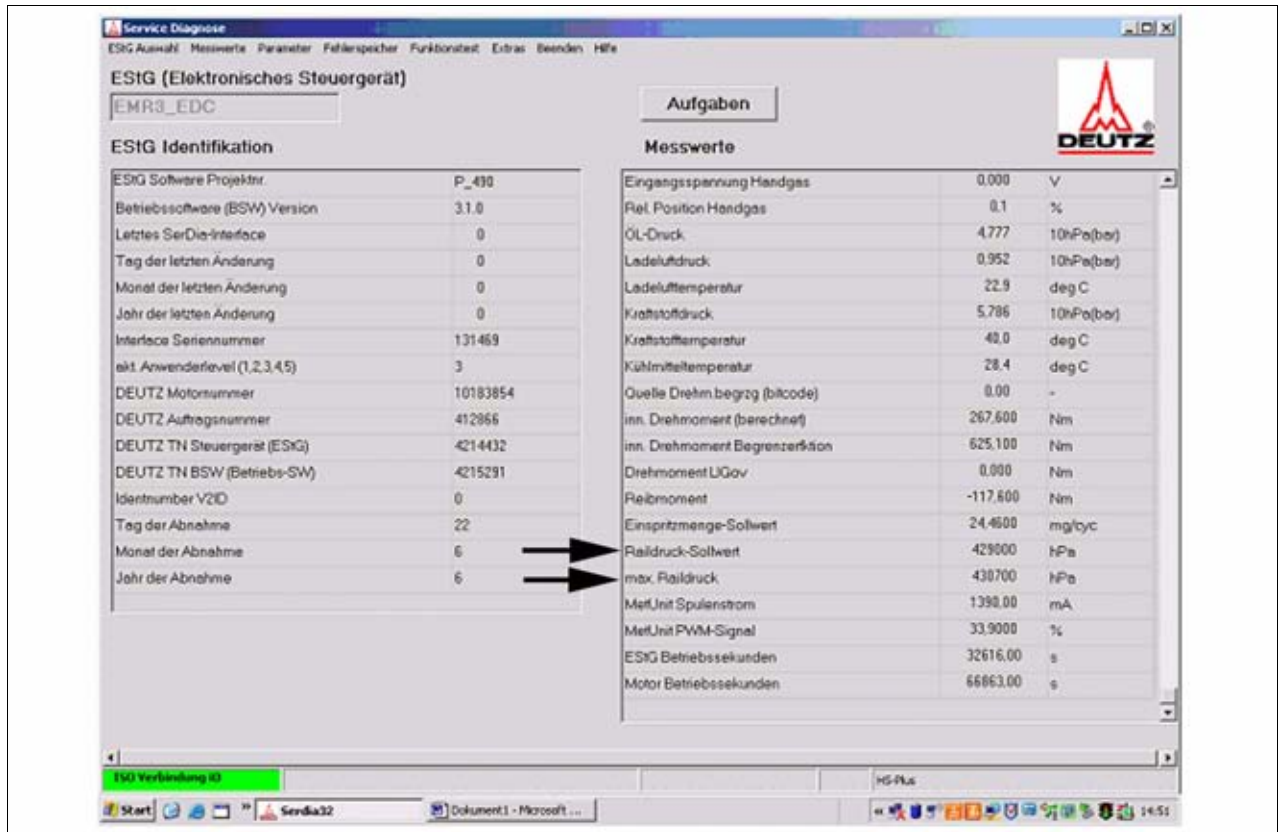 Service Diagnose
EStG Auswahl Messwerte Parameter Fehlerspeicher Funktionstest Extras Beenden Hilfe
EStG (Elektronisches Steuergerät)
EMR3_EDC
Aufgaben
DEUTZ ®
EStG Identifikation
EStG Software Projektnr. P_490
Betriebssoftware (BSW) Version 3.1.0
Letztes SerDia-Interface 0
Tag der letzten Änderung 0
Monat der letzten Änderung 0
Jahr der letzten Änderung 0
Interface Seriennummer 131469
akt. Anwenderlevel (1,2,3,4,5) 3
DEUTZ Motornummer 10183854
DEUTZ Auftragsnummer 412866
DEUTZ TN Steuergerät (EStG) 4214432
DEUTZ TN BSW (Betriebs-SW) 4215291
Identnumber V2ID 0
Tag der Abnahme 22
Monat der Abnahme 6
Jahr der Abnahme 6
Messwerte
Eingangsspannung Handgas 0,000 V
Rel. Position Handgas 0,1 %
ÖL-Druck 4,777 10hPa(bar)
Ladeluftdruck 0,952 10hPa(bar)
Ladelufttemperatur 22,9 deg C
Kraftstoffdruck 5,786 10hPa(bar)
Kraftstofftemperatur 40,0 deg C
Kühlmitteltemperatur 28,4 deg C
Quelle Drehm.begrzg (bitcode) 0,00 -
inn. Drehmoment (berechnet) 267,600 Nm
inn. Drehmoment Begrenzerfktion 625,100 Nm
Drehmoment LlGov 0,000 Nm
Reibmoment -117,600 Nm
Einspritzmenge-Sollwert 24,4600 mg/cyc
Raildruck-Sollwert 429000 hPa
max. Raildruck 430700 hPa
MetUnit Spulenstrom 1390,00 mA
MetUnit PWM-Signal 33,9000 %
EStG Betriebssekunden 32616,00 s
Motor Betriebssekunden 66863,00 s
ISO Verbindung iO
HS-Plus
Start » Serdia32 Dokument1 - Microsoft ... « 14:51